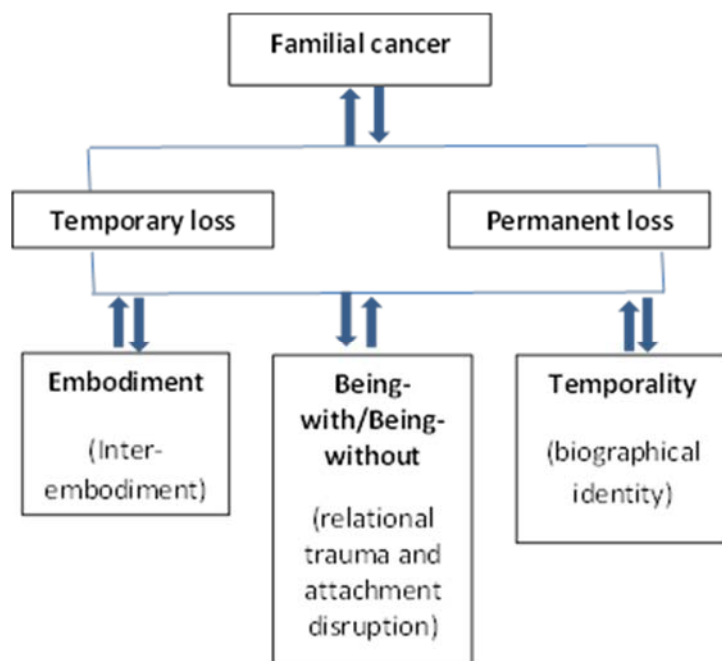 Familial cancer
Temporary loss
Permanent loss
Embodiment
(Inter-
embodiment)
Being-
with/Being-
without
(relational
trauma and
attachment
disruption)
Temporality
(biographical
identity)